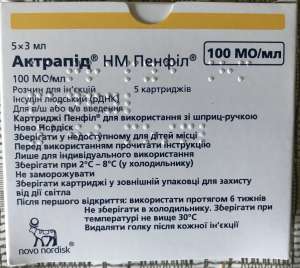 5×3 мл
Актрапід® НМ Пенфіл®
100 МО/мл
100 МО/мл
Розчин для ін'єкцій
5 картриджів
Інсулін людський (рДНК)
Для п/ш або в/в введення
Картриджі Пенфіл® для використання зі шприц-ручкою
Ново Нордіск
Зберігати у недоступному для дітей місці
Перед використанням прочитати інструкцію
Лише для індивідуального використання
Зберігати при 2°C – 8°C (у холодильнику)
Не заморожувати
Зберігати картриджі у зовнішній упаковці для захисту
від дії світла
Після першого відкриття: використати протягом 6 тижнів
Не зберігати в холодильнику. Зберігати при
температурі не вище 30°C
Видаляти голку після кожної ін'єкції
novo nordisk®